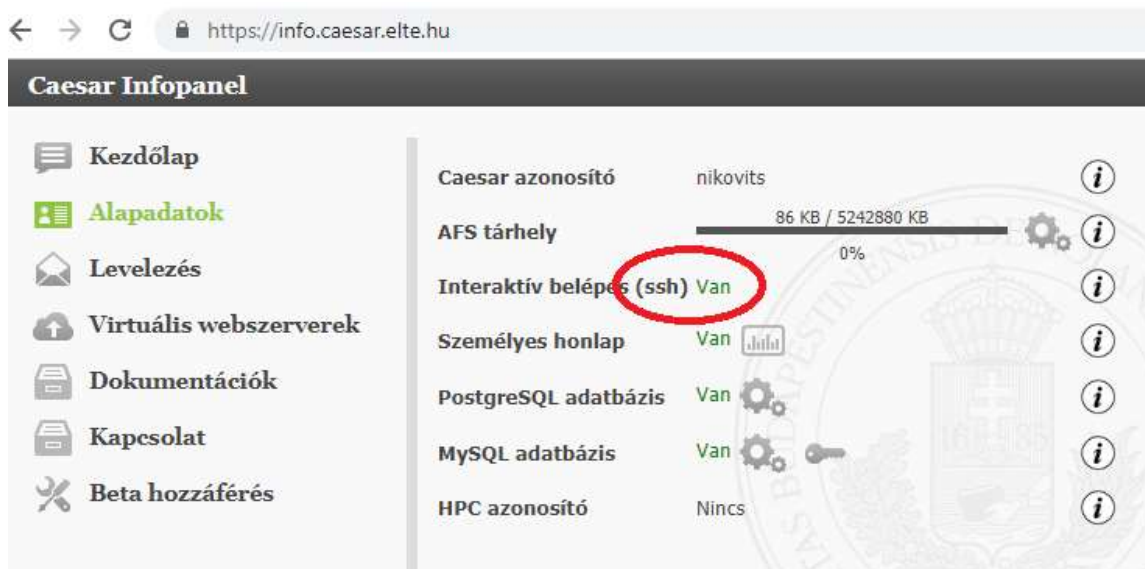 https://info.caesar.elte.hu
Caesar Infopanel
Kezdőlap
Alapadatok
Levelezés
Virtuális webszerverek
Dokumentációk
Kapcsolat
Beta hozzáférés
Caesar azonosító nikovits
AFS tárhely 86 KB / 5242880 KB
0%
Interaktív belépés (ssh) Van
Személyes honlap Van
PostgreSQL adatbázis Van
MySQL adatbázis Van
HPC azonosító Nincs